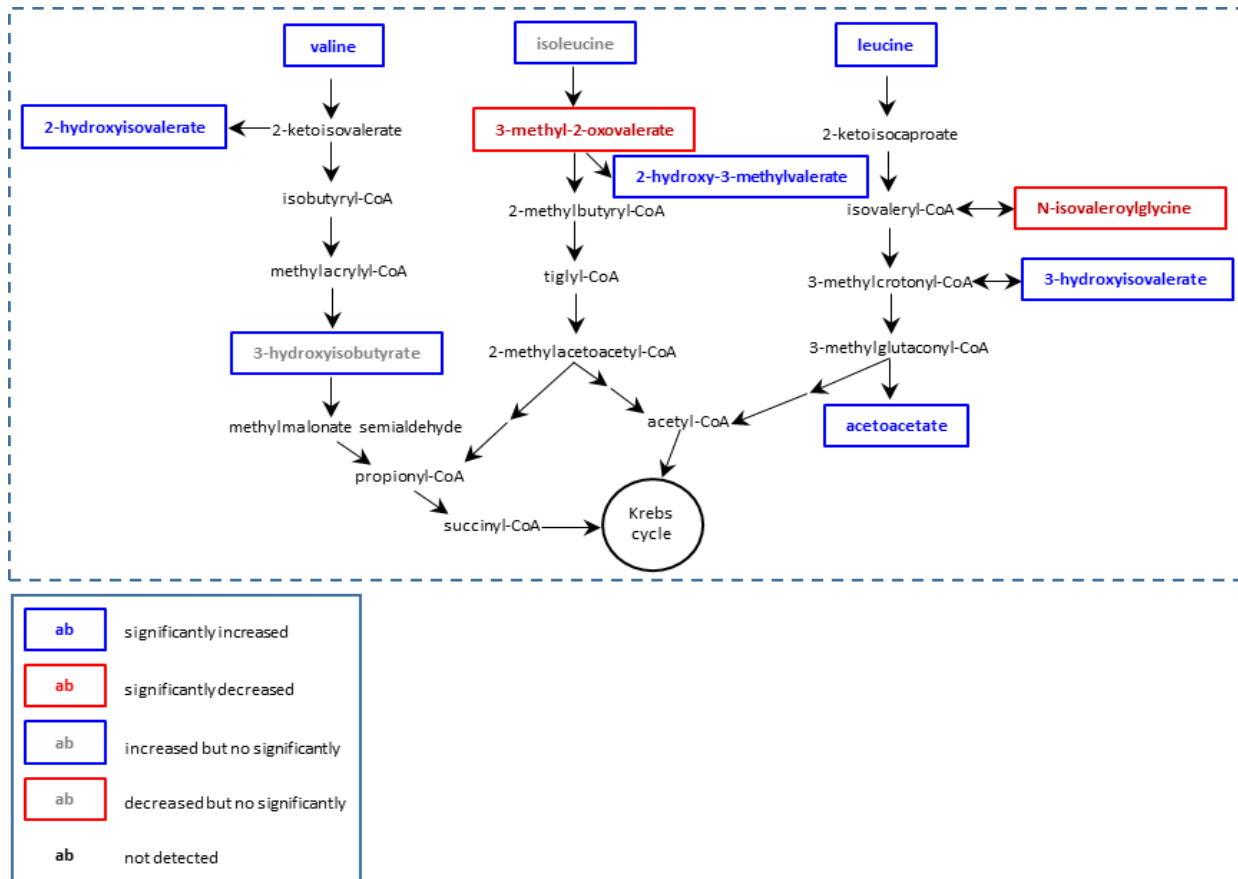 valine
isoleucine
leucine
2-hydroxyisovalerate
2-ketoisovalerate
3-methyl-2-oxovalerate
2-ketoisocaproate
2-hydroxy-3-methylvalerate
isobutyryl-CoA
2-methylbutyryl-CoA
isovaleryl-CoA
N-isovaleroylglycine
methylacrylyl-CoA
tiglyl-CoA
3-methylcrotonyl-CoA
3-hydroxyisovalerate
3-hydroxyisobutyrate
2-methylacetoacetyl-CoA
3-methylglutaconyl-CoA
methylmalonate semialdehyde
acetyl-CoA
acetoacetate
propionyl-CoA
succinyl-CoA
Krebs
cycle
ab significantly increased
ab significantly decreased
ab increased but no significantly
ab decreased but no significantly
ab not detected